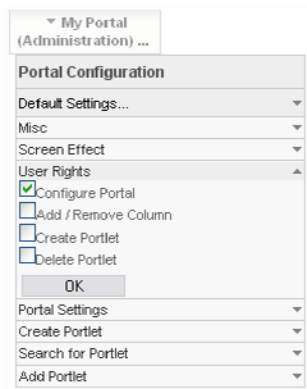 My Portal
(Administration) ...
Portal Configuration
Default Settings...
Misc
Screen Effect
User Rights
Configure Portal
Add / Remove Column
Create Portlet
Delete Portlet
OK
Portal Settings
Create Portlet
Search for Portlet
Add Portlet